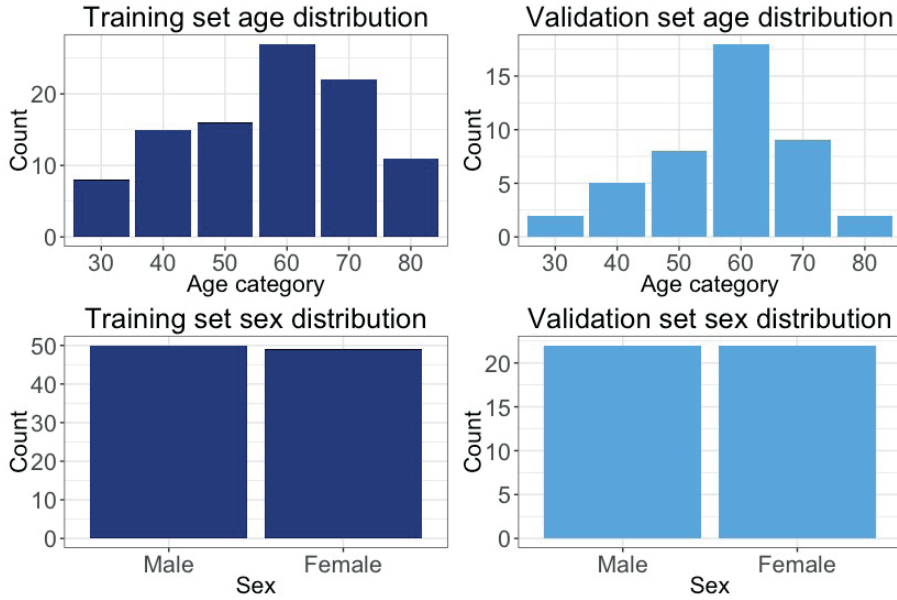 Training set age distribution
Count
20
10
0
30 40 50 60 70 80
Age category
Validation set age distribution
Count
15
10
5
0
30 40 50 60 70 80
Age category
Training set sex distribution
Count
50
40
30
20
10
0
Male Female
Sex
Validation set sex distribution
Count
20
15
10
5
0
Male Female
Sex